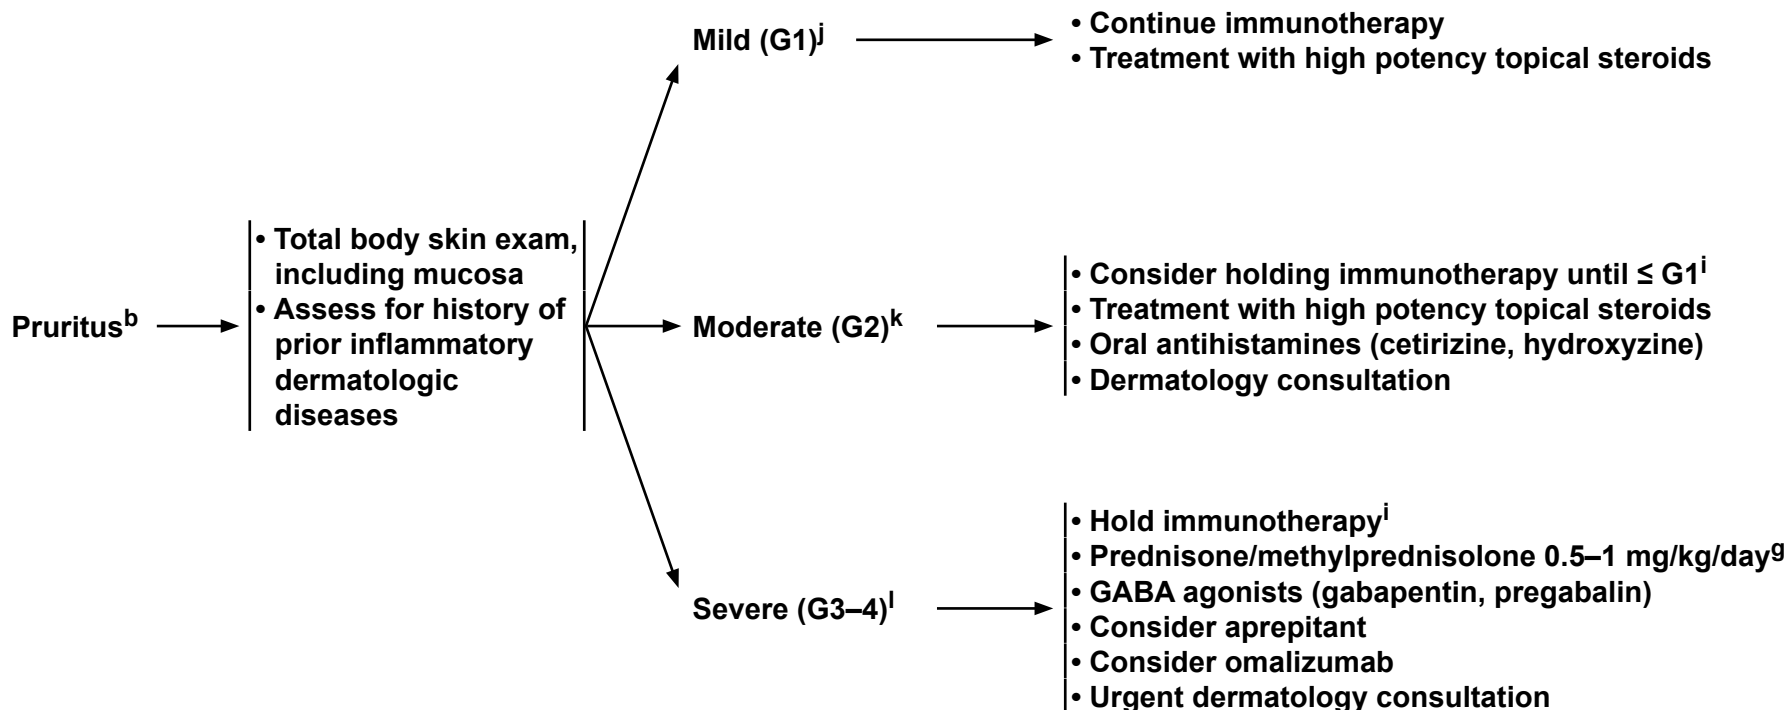 Pruritusᵇ
• Total body skin exam,
including mucosa
• Assess for history of
prior inflammatory
dermatologic
diseases
Mild (G1)ʲ
• Continue immunotherapy
• Treatment with high potency topical steroids
Moderate (G2)ᵏ
• Consider holding immunotherapy until ≤ G1ⁱ
• Treatment with high potency topical steroids
• Oral antihistamines (cetirizine, hydroxyzine)
• Dermatology consultation
Severe (G3–4)ˡ
• Hold immunotherapyⁱ
• Prednisone/methylprednisolone 0.5–1 mg/kg/dayᵍ
• GABA agonists (gabapentin, pregabalin)
• Consider aprepitant
• Consider omalizumab
• Urgent dermatology consultation